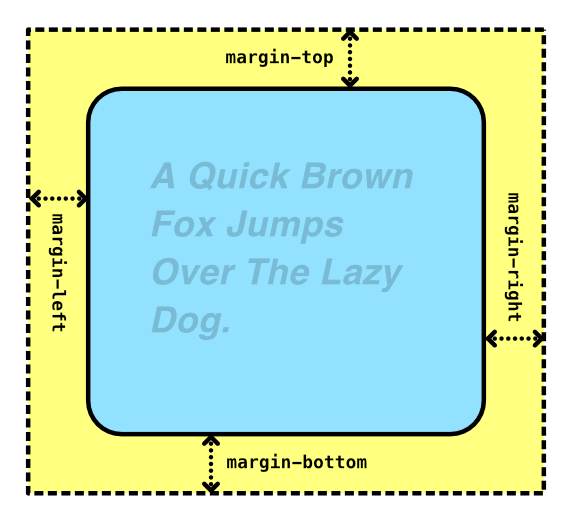 margin-top
A Quick Brown
Fox Jumps
Over The Lazy
Dog.
margin-left
margin-right
margin-bottom